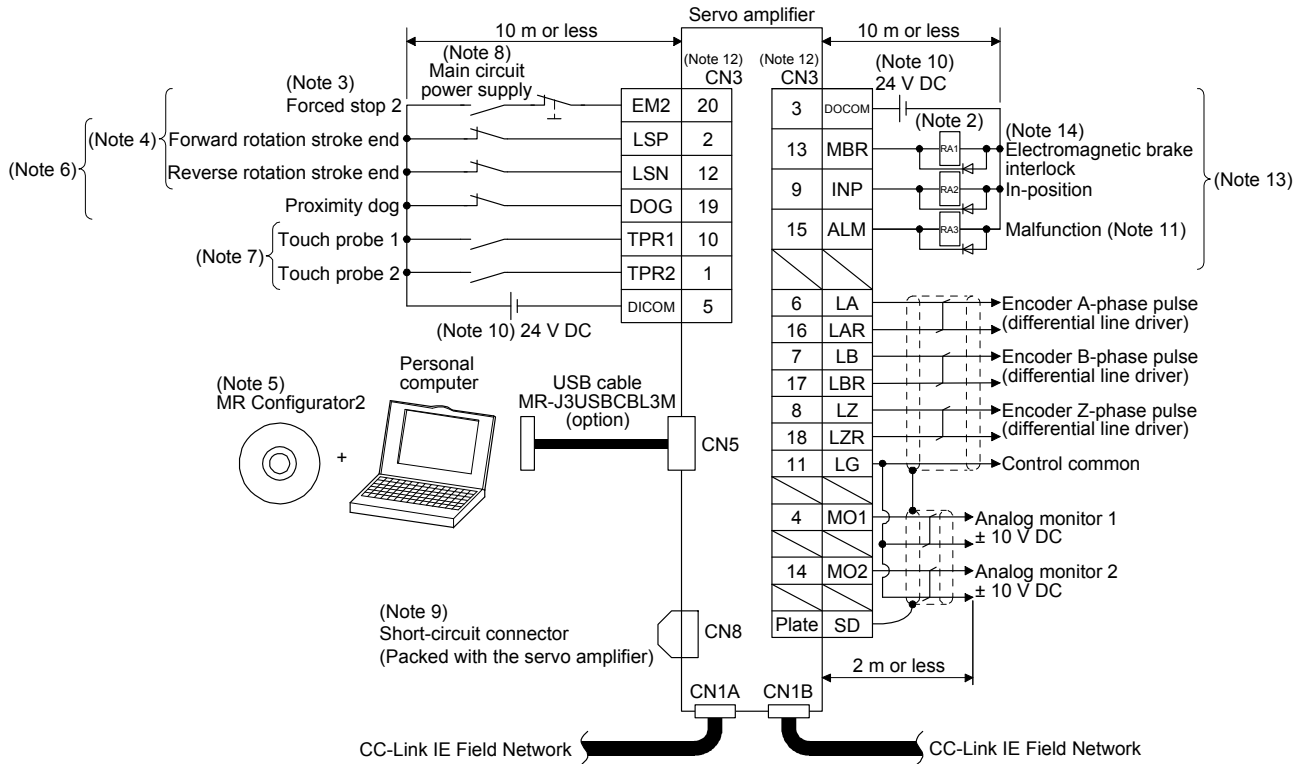 Servo amplifier
10 m or less
10 m or less
(Note 8)
Main circuit
power supply
(Note 12)
CN3
(Note 12)
CN3
(Note 10)
24 V DC
(Note 3)
Forced stop 2
EM2 20
(Note 4)
Forward rotation stroke end
LSP 2
(Note 6)
Reverse rotation stroke end
LSN 12
Proximity dog
DOG 19
Touch probe 1
TPR1 10
(Note 7)
Touch probe 2
TPR2 1
DICOM 5
(Note 10) 24 V DC
3 DOCOM
(Note 2)
13 MBR
RA1
(Note 14)
Electromagnetic brake
interlock
9 INP
RA2
In-position
(Note 13)
15 ALM
RA3
Malfunction (Note 11)
6 LA
Encoder A-phase pulse
(differential line driver)
16 LAR
7 LB
Encoder B-phase pulse
(differential line driver)
17 LBR
8 LZ
Encoder Z-phase pulse
(differential line driver)
18 LZR
11 LG
Control common
4 MO1
Analog monitor 1
± 10 V DC
14 MO2
Analog monitor 2
± 10 V DC
Plate SD
2 m or less
(Note 5)
MR Configurator2
+
Personal
computer
USB cable
MR-J3USBCBL3M
(option)
CN5
(Note 9)
Short-circuit connector
(Packed with the servo amplifier)
CN8
CN1A
CN1B
CC-Link IE Field Network
CC-Link IE Field Network